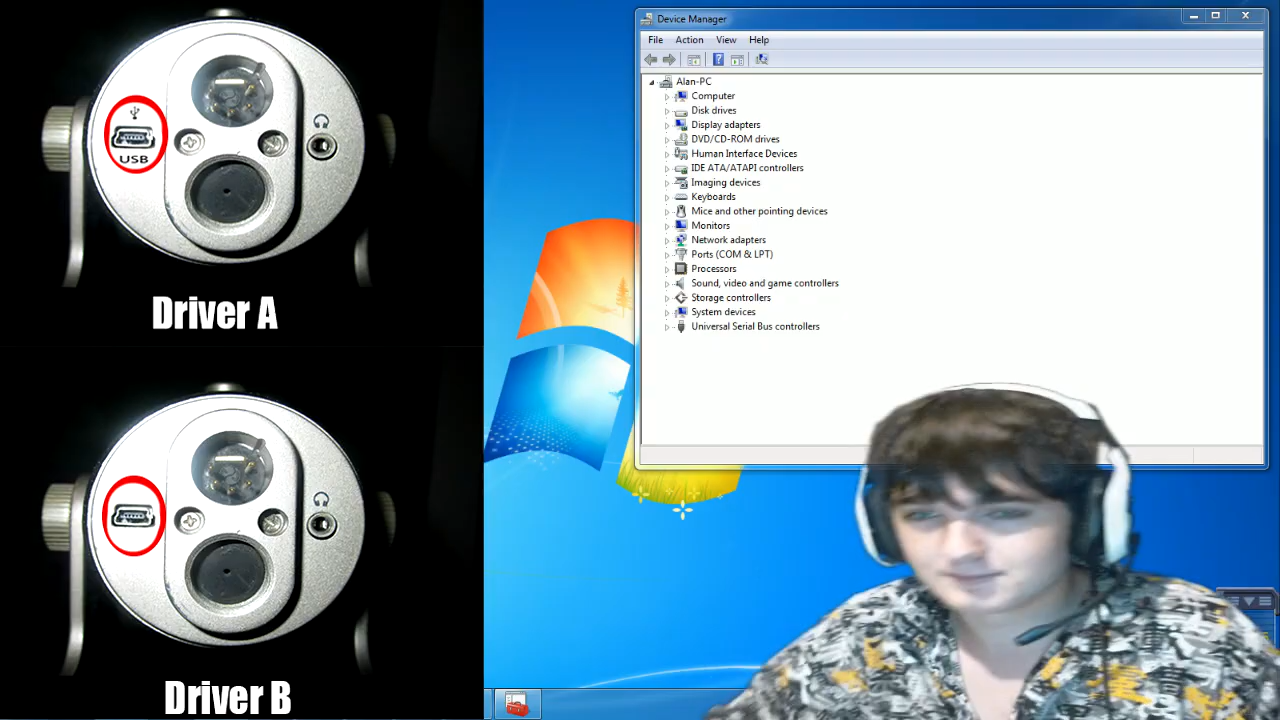 USB
Driver A
Driver B
Device Manager
File Action View Help
Alan-PC
Computer
Disk drives
Display adapters
DVD/CD-ROM drives
Human Interface Devices
IDE ATA/ATAPI controllers
Imaging devices
Keyboards
Mice and other pointing devices
Monitors
Network adapters
Ports (COM & LPT)
Processors
Sound, video and game controllers
Storage controllers
System devices
Universal Serial Bus controllers